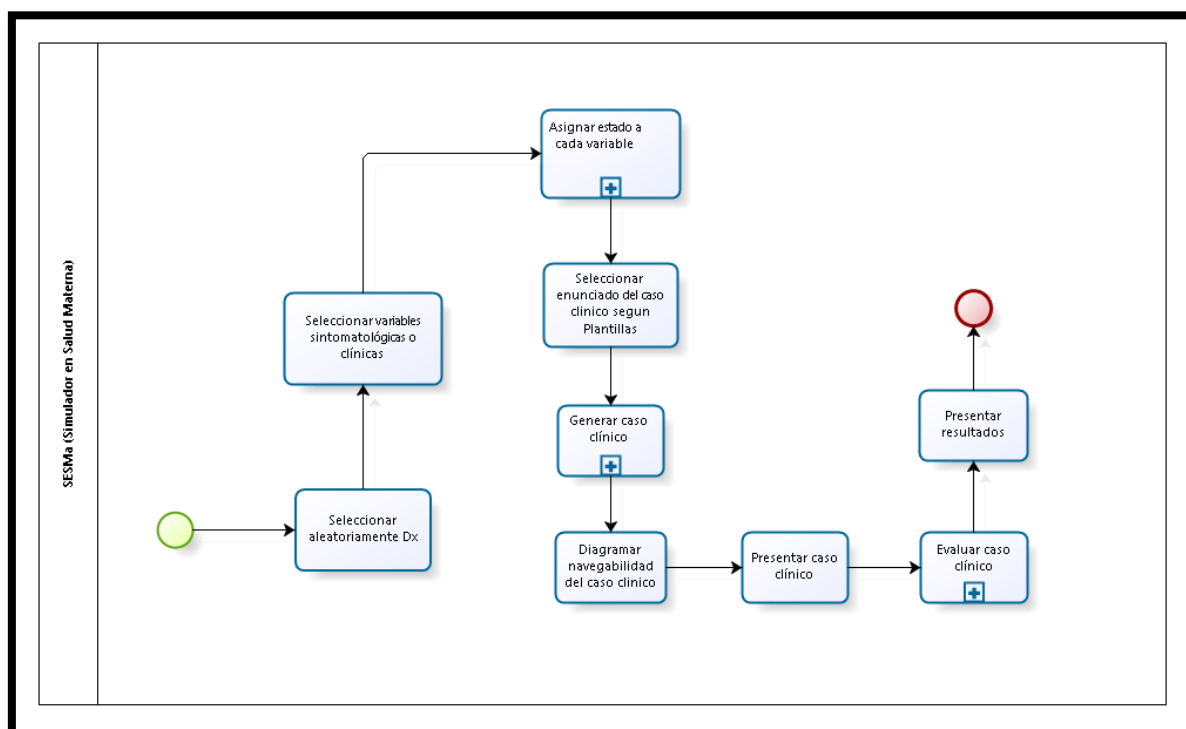 SESMa (Simulador en Salud Materna)
Seleccionar
aleatoriamente Dx
Seleccionar variables
sintomatológicas o
clínicas
Asignar estado a
cada variable
Seleccionar
enunciado del caso
clinico segun
Plantillas
Generar caso
clínico
Diagramar
navegabilidad
del caso clinico
Presentar caso
clínico
Evaluar caso
clínico
Presentar
resultados